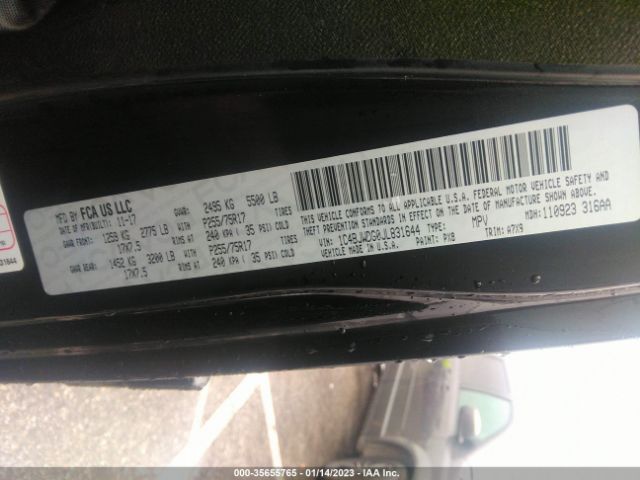 MFD BY FCA US LLC
DATE OF MFR(BUILT): 11-17
GVWR: 2495 KG 5500 LB
GAWR FRONT: 1259 KG 2775 LB WITH P255/75R17 TIRES
17X7.5 RIMS AT 240 KPA ( 35 PSI) COLD
GAWR REAR: 1452 KG 3200 LB WITH P255/75R17 TIRES
17X7.5 RIMS AT 240 KPA ( 35 PSI) COLD
THIS VEHICLE CONFORMS TO ALL APPLICABLE U.S.A. FEDERAL MOTOR VEHICLE SAFETY AND
THEFT PREVENTION STANDARDS IN EFFECT ON THE DATE OF MANUFACTURE SHOWN ABOVE.
VIN: 1C4BJWDG0JL831644 TYPE: MPV MDH: 110923 316AA
VEHICLE MADE IN U.S.A. PAINT: PX8 TRIM: A7X9
31644
000-35655765 - 01/14/2023 - IAA Inc.